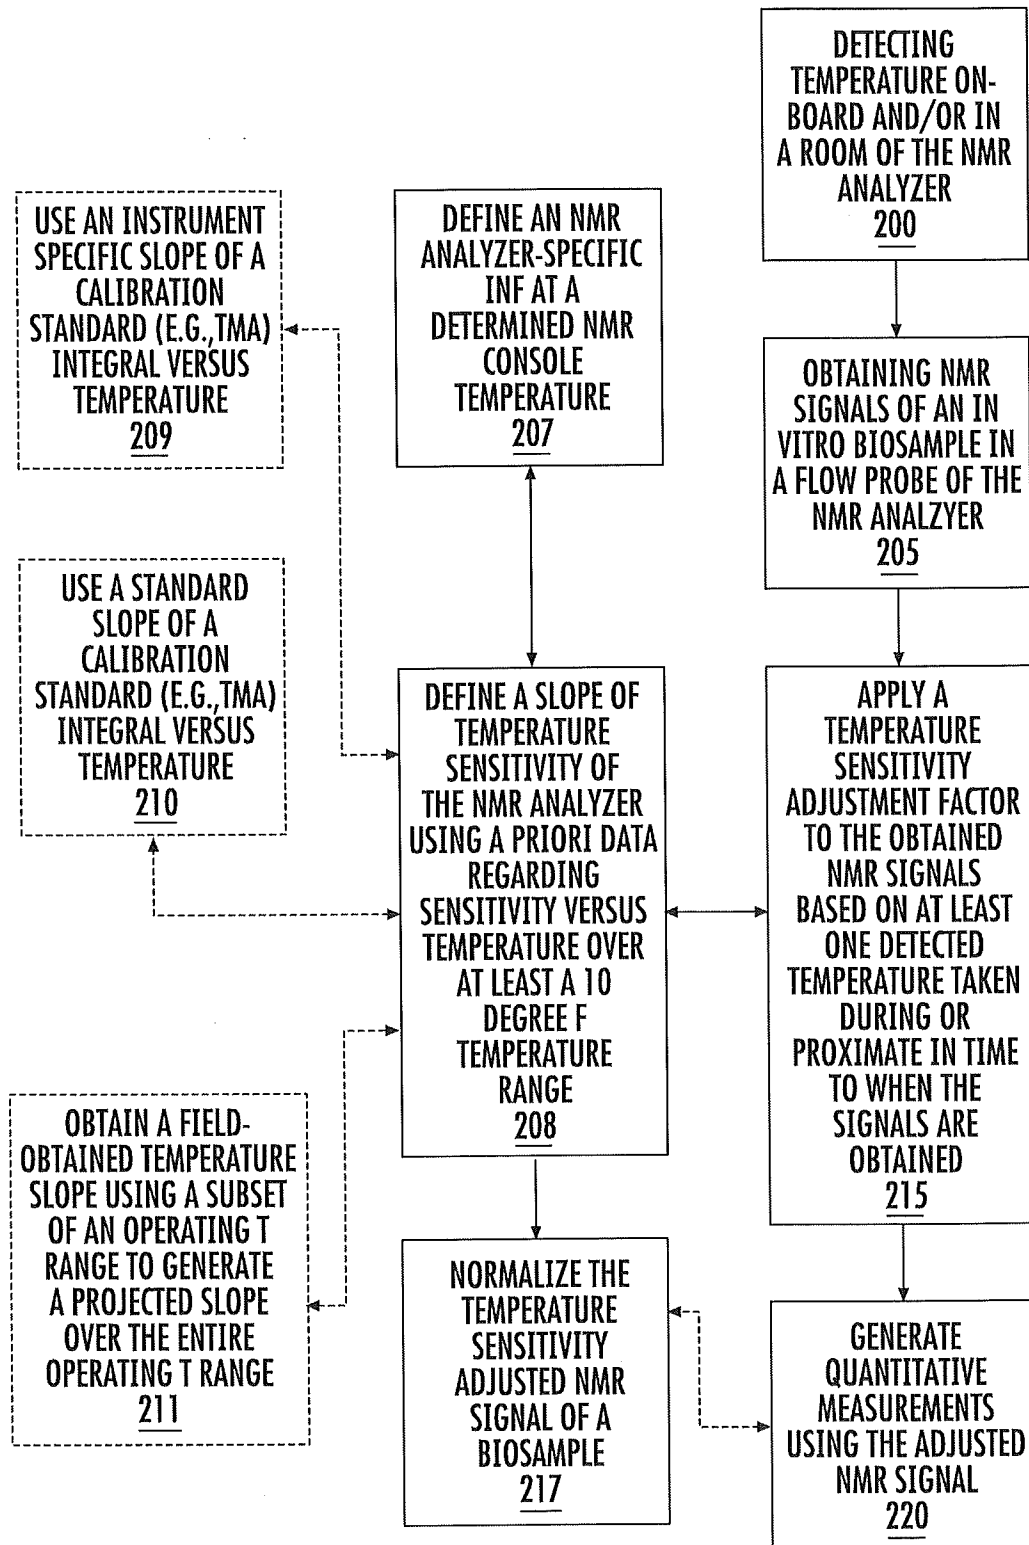 DETECTING
TEMPERATURE ON-
BOARD AND/OR IN
A ROOM OF THE NMR
ANALYZER
200
USE AN INSTRUMENT
SPECIFIC SLOPE OF A
CALIBRATION
STANDARD (E.G.,TMA)
INTEGRAL VERSUS
TEMPERATURE
209
DEFINE AN NMR
ANALYZER-SPECIFIC
INF AT A
DETERMINED NMR
CONSOLE
TEMPERATURE
207
OBTAINING NMR
SIGNALS OF AN IN
VITRO BIOSAMPLE IN
A FLOW PROBE OF THE
NMR ANALZYER
205
USE A STANDARD
SLOPE OF A
CALIBRATION
STANDARD (E.G.,TMA)
INTEGRAL VERSUS
TEMPERATURE
210
DEFINE A SLOPE OF
TEMPERATURE
SENSITIVITY OF
THE NMR ANALYZER
USING A PRIORI DATA
REGARDING
SENSITIVITY VERSUS
TEMPERATURE OVER
AT LEAST A 10
DEGREE F
TEMPERATURE
RANGE
208
APPLY A
TEMPERATURE
SENSITIVITY
ADJUSTMENT FACTOR
TO THE OBTAINED
NMR SIGNALS
BASED ON AT LEAST
ONE DETECTED
TEMPERATURE TAKEN
DURING OR
PROXIMATE IN TIME
TO WHEN THE
SIGNALS ARE
OBTAINED
215
OBTAIN A FIELD-
OBTAINED TEMPERATURE
SLOPE USING A SUBSET
OF AN OPERATING T
RANGE TO GENERATE
A PROJECTED SLOPE
OVER THE ENTIRE
OPERATING T RANGE
211
NORMALIZE THE
TEMPERATURE
SENSITIVITY
ADJUSTED NMR
SIGNAL OF A
BIOSAMPLE
217
GENERATE
QUANTITATIVE
MEASUREMENTS
USING THE ADJUSTED
NMR SIGNAL
220